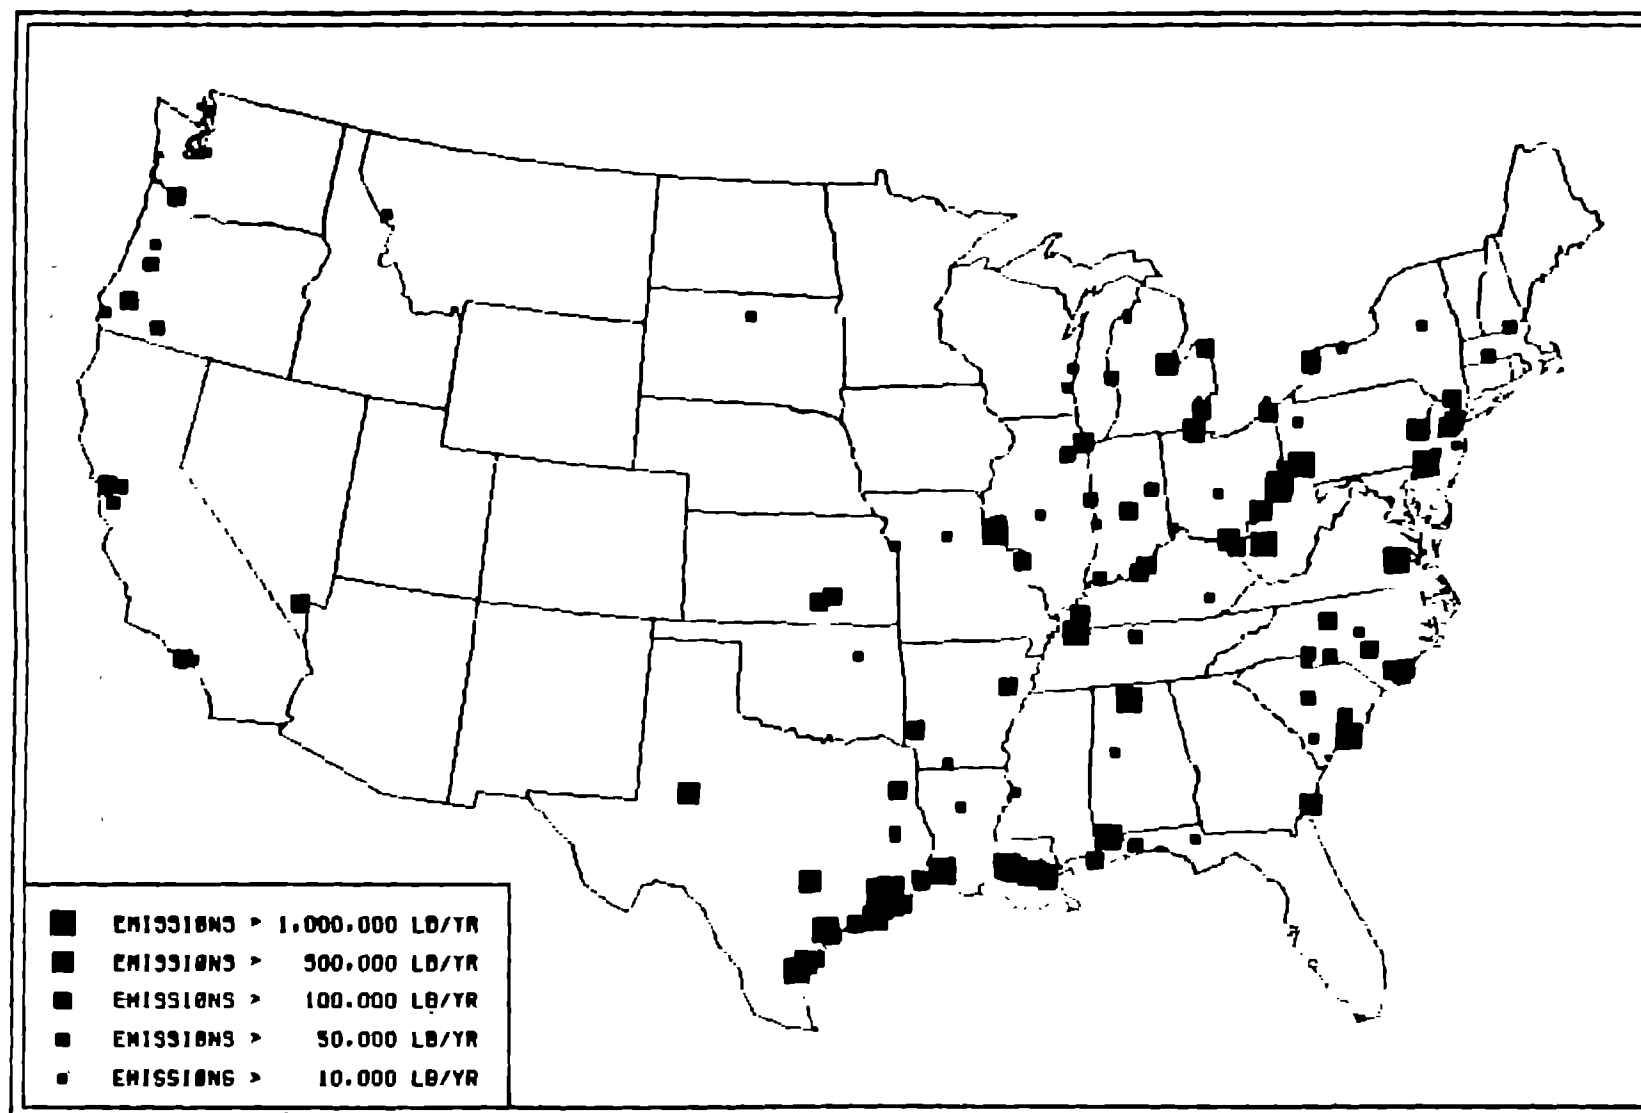 EMISSIONS > 1,000,000 LB/YR
EMISSIONS > 500,000 LB/YR
EMISSIONS > 100,000 LB/YR
EMISSIONS > 50,000 LB/YR
EMISSIONS > 10,000 LB/YR